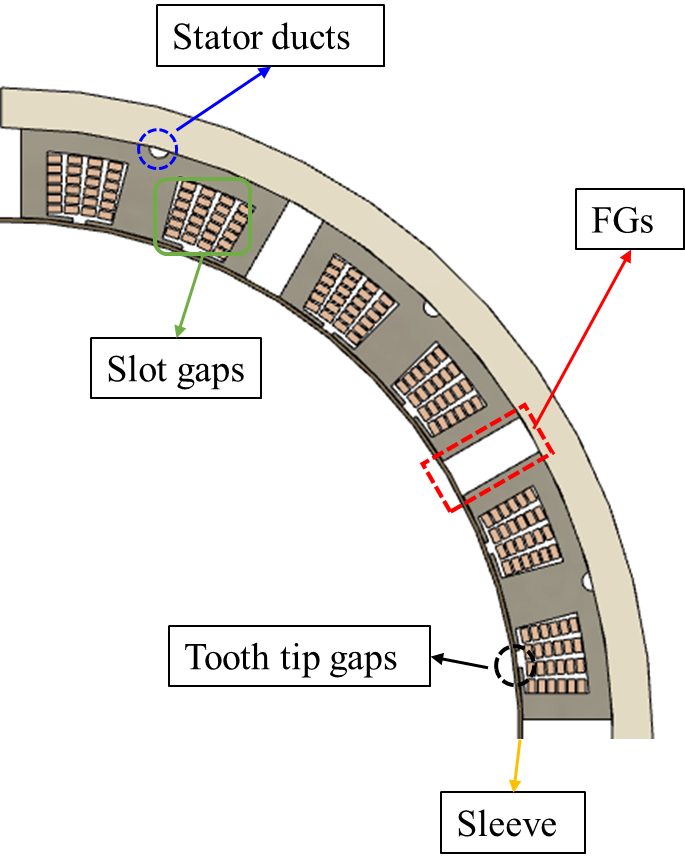 Stator ducts
FGs
Slot gaps
Tooth tip gaps
Sleeve